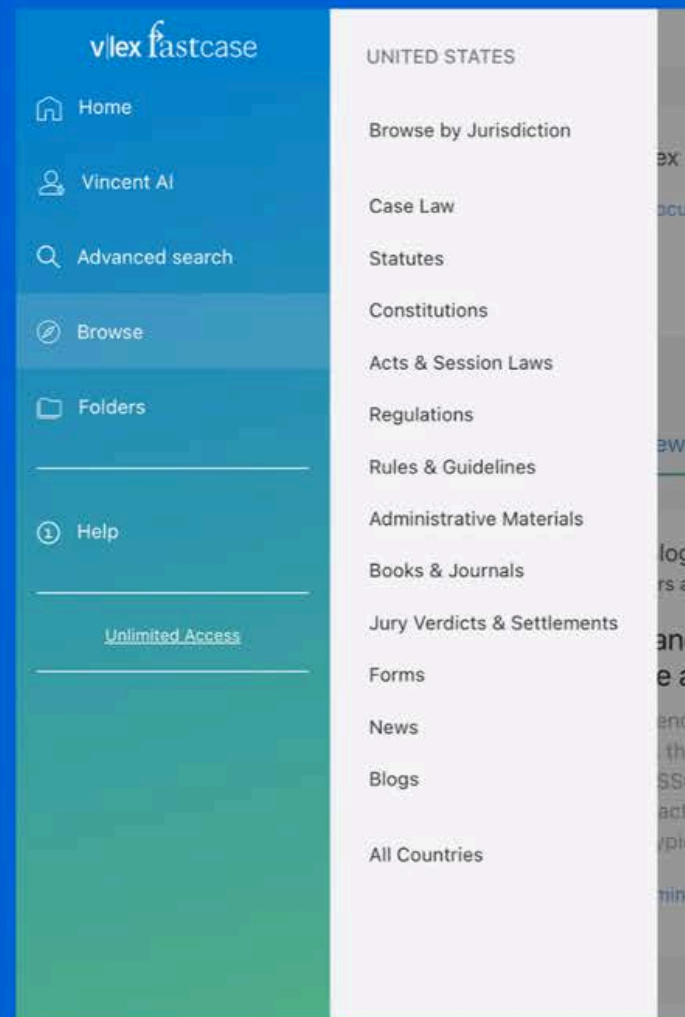 v|lex fastcase
Home
Vincent AI
Advanced search
Browse
Folders
Help
Unlimited Access
UNITED STATES
Browse by Jurisdiction
Case Law
Statutes
Constitutions
Acts & Session Laws
Regulations
Rules & Guidelines
Administrative Materials
Books & Journals
Jury Verdicts & Settlements
Forms
News
Blogs
All Countries